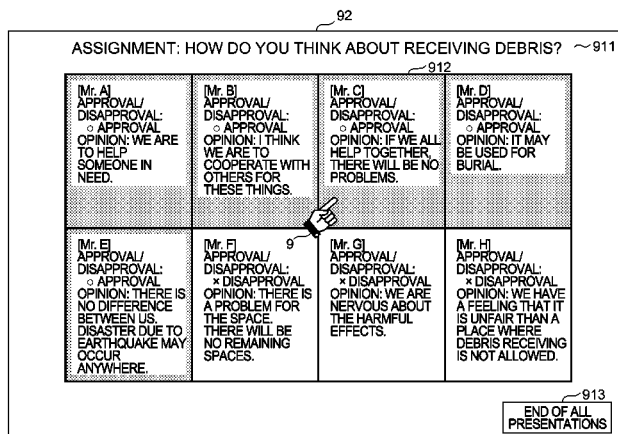 92
ASSIGNMENT: HOW DO YOU THINK ABOUT RECEIVING DEBRIS?
911
912
[Mr. A]
APPROVAL/
DISAPPROVAL:
○ APPROVAL
OPINION: WE ARE
TO HELP
SOMEONE IN
NEED.
[Mr. B]
APPROVAL/
DISAPPROVAL:
○ APPROVAL
OPINION: I THINK
WE ARE TO
COOPERATE WITH
OTHERS FOR
THESE THINGS.
[Mr. C]
APPROVAL/
DISAPPROVAL:
○ APPROVAL
OPINION: IF WE ALL
HELP TOGETHER,
THERE WILL BE NO
PROBLEMS.
[Mr. D]
APPROVAL/
DISAPPROVAL:
○ APPROVAL
OPINION: IT MAY
BE USED FOR
BURIAL.
9
[Mr. E]
APPROVAL/
DISAPPROVAL:
○ APPROVAL
OPINION: THERE IS
NO DIFFERENCE
BETWEEN US.
DISASTER DUE TO
EARTHQUAKE MAY
OCCUR
ANYWHERE.
[Mr. F]
APPROVAL/
DISAPPROVAL:
× DISAPPROVAL
OPINION: THERE IS
A PROBLEM FOR
THE SPACE.
THERE WILL BE
NO REMAINING
SPACES.
[Mr. G]
APPROVAL/
DISAPPROVAL:
× DISAPPROVAL
OPINION: WE ARE
NERVOUS ABOUT
THE HARMFUL
EFFECTS.
[Mr. H]
APPROVAL/
DISAPPROVAL:
× DISAPPROVAL
OPINION: WE HAVE
A FEELING THAT IT
IS UNFAIR THAN A
PLACE WHERE
DEBRIS RECEIVING
IS NOT ALLOWED.
913
END OF ALL
PRESENTATIONS